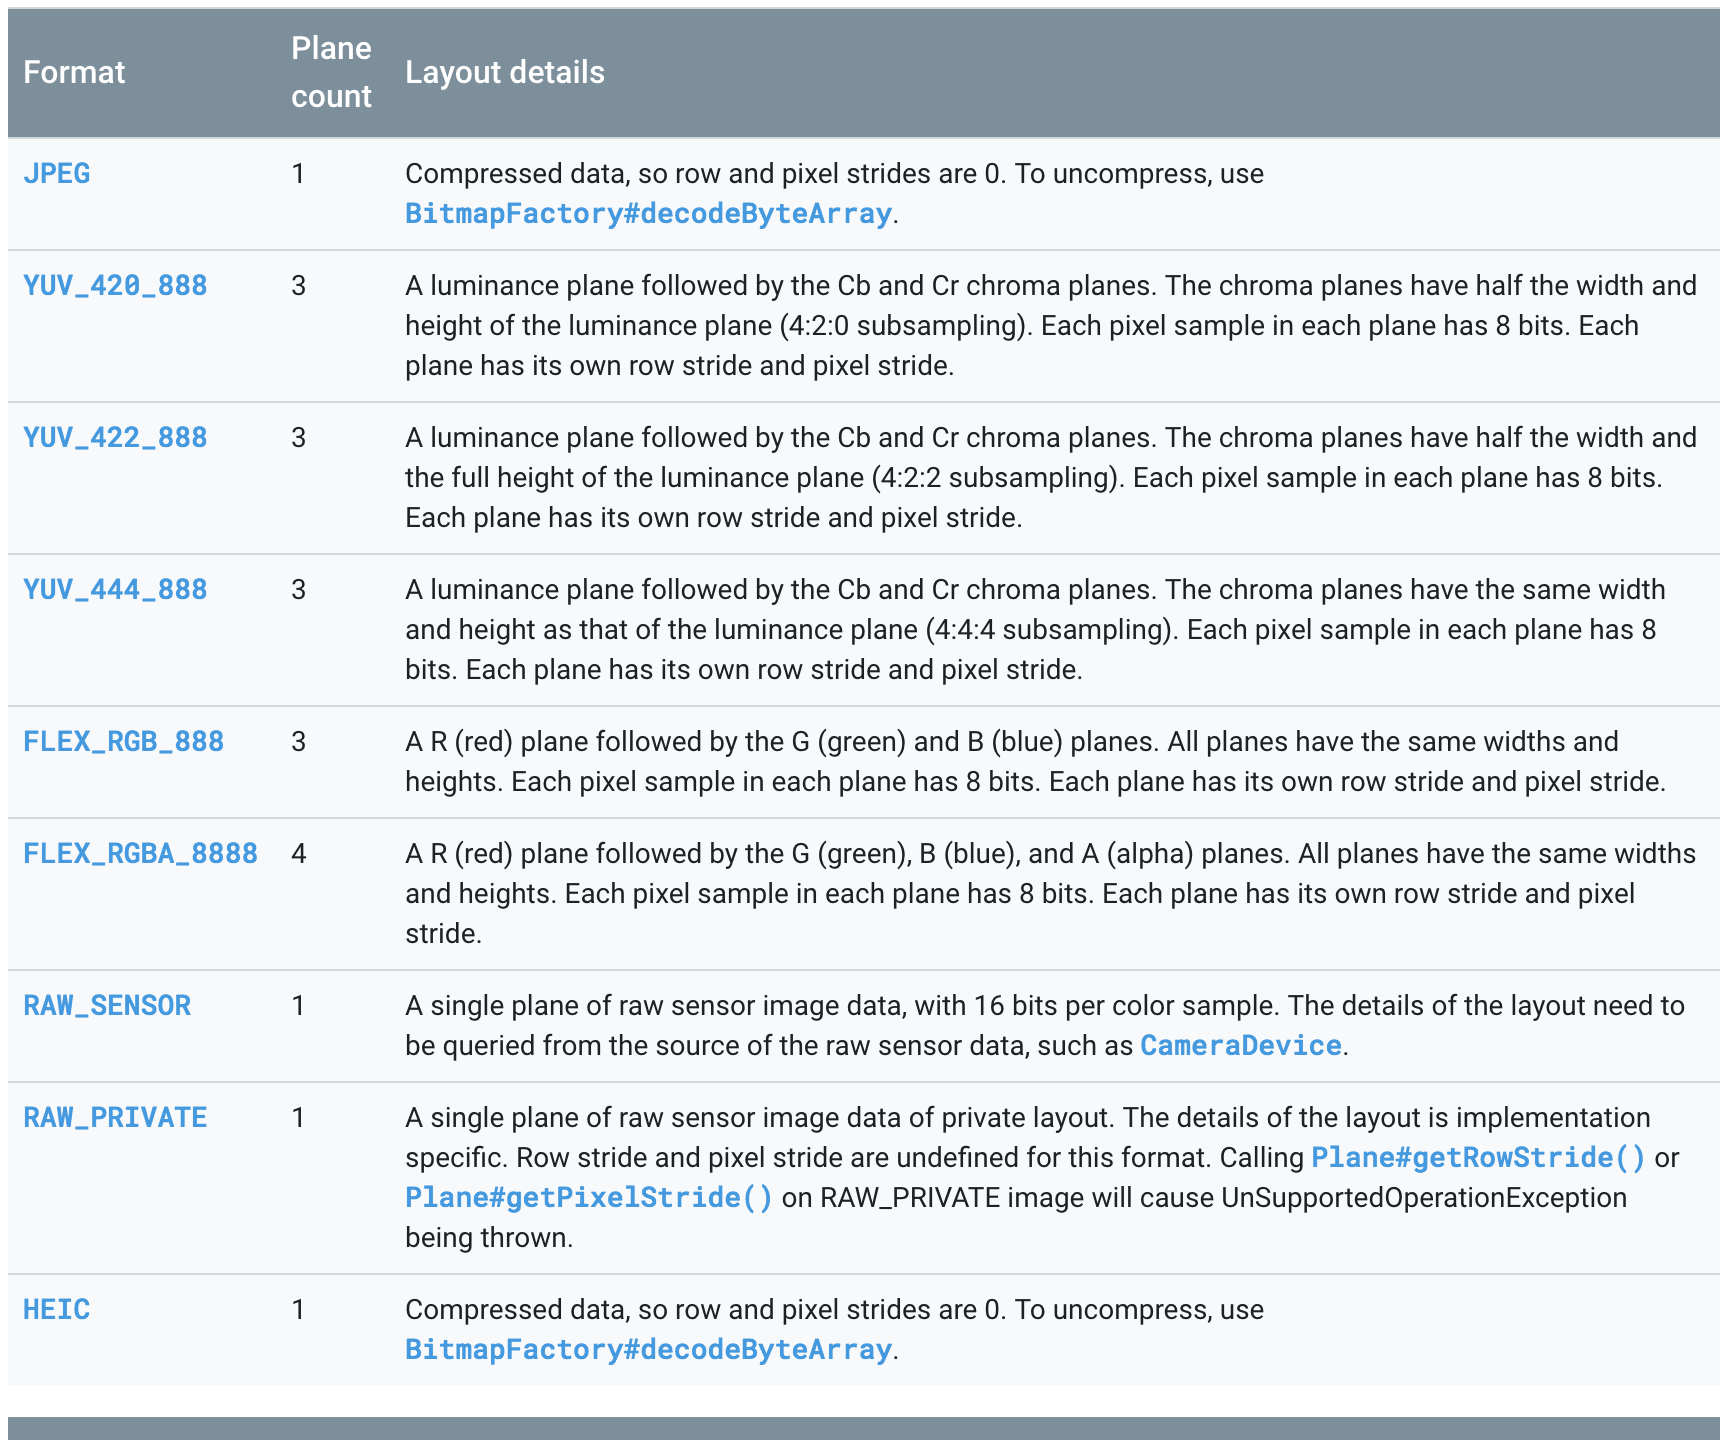 Format
Plane
count
Layout details
JPEG
1
Compressed data, so row and pixel strides are 0. To uncompress, use
BitmapFactory#decodeByteArray.
YUV_420_888
3
A luminance plane followed by the Cb and Cr chroma planes. The chroma planes have half the width and
height of the luminance plane (4:2:0 subsampling). Each pixel sample in each plane has 8 bits. Each
plane has its own row stride and pixel stride.
YUV_422_888
3
A luminance plane followed by the Cb and Cr chroma planes. The chroma planes have half the width and
the full height of the luminance plane (4:2:2 subsampling). Each pixel sample in each plane has 8 bits.
Each plane has its own row stride and pixel stride.
YUV_444_888
3
A luminance plane followed by the Cb and Cr chroma planes. The chroma planes have the same width
and height as that of the luminance plane (4:4:4 subsampling). Each pixel sample in each plane has 8
bits. Each plane has its own row stride and pixel stride.
FLEX_RGB_888
3
A R (red) plane followed by the G (green) and B (blue) planes. All planes have the same widths and
heights. Each pixel sample in each plane has 8 bits. Each plane has its own row stride and pixel stride.
FLEX_RGBA_8888
4
A R (red) plane followed by the G (green), B (blue), and A (alpha) planes. All planes have the same widths
and heights. Each pixel sample in each plane has 8 bits. Each plane has its own row stride and pixel
stride.
RAW_SENSOR
1
A single plane of raw sensor image data, with 16 bits per color sample. The details of the layout need to
be queried from the source of the raw sensor data, such as CameraDevice.
RAW_PRIVATE
1
A single plane of raw sensor image data of private layout. The details of the layout is implementation
specific. Row stride and pixel stride are undefined for this format. Calling Plane#getRowStride() or
Plane#getPixelStride() on RAW_PRIVATE image will cause UnSupportedOperationException
being thrown.
HEIC
1
Compressed data, so row and pixel strides are 0. To uncompress, use
BitmapFactory#decodeByteArray.